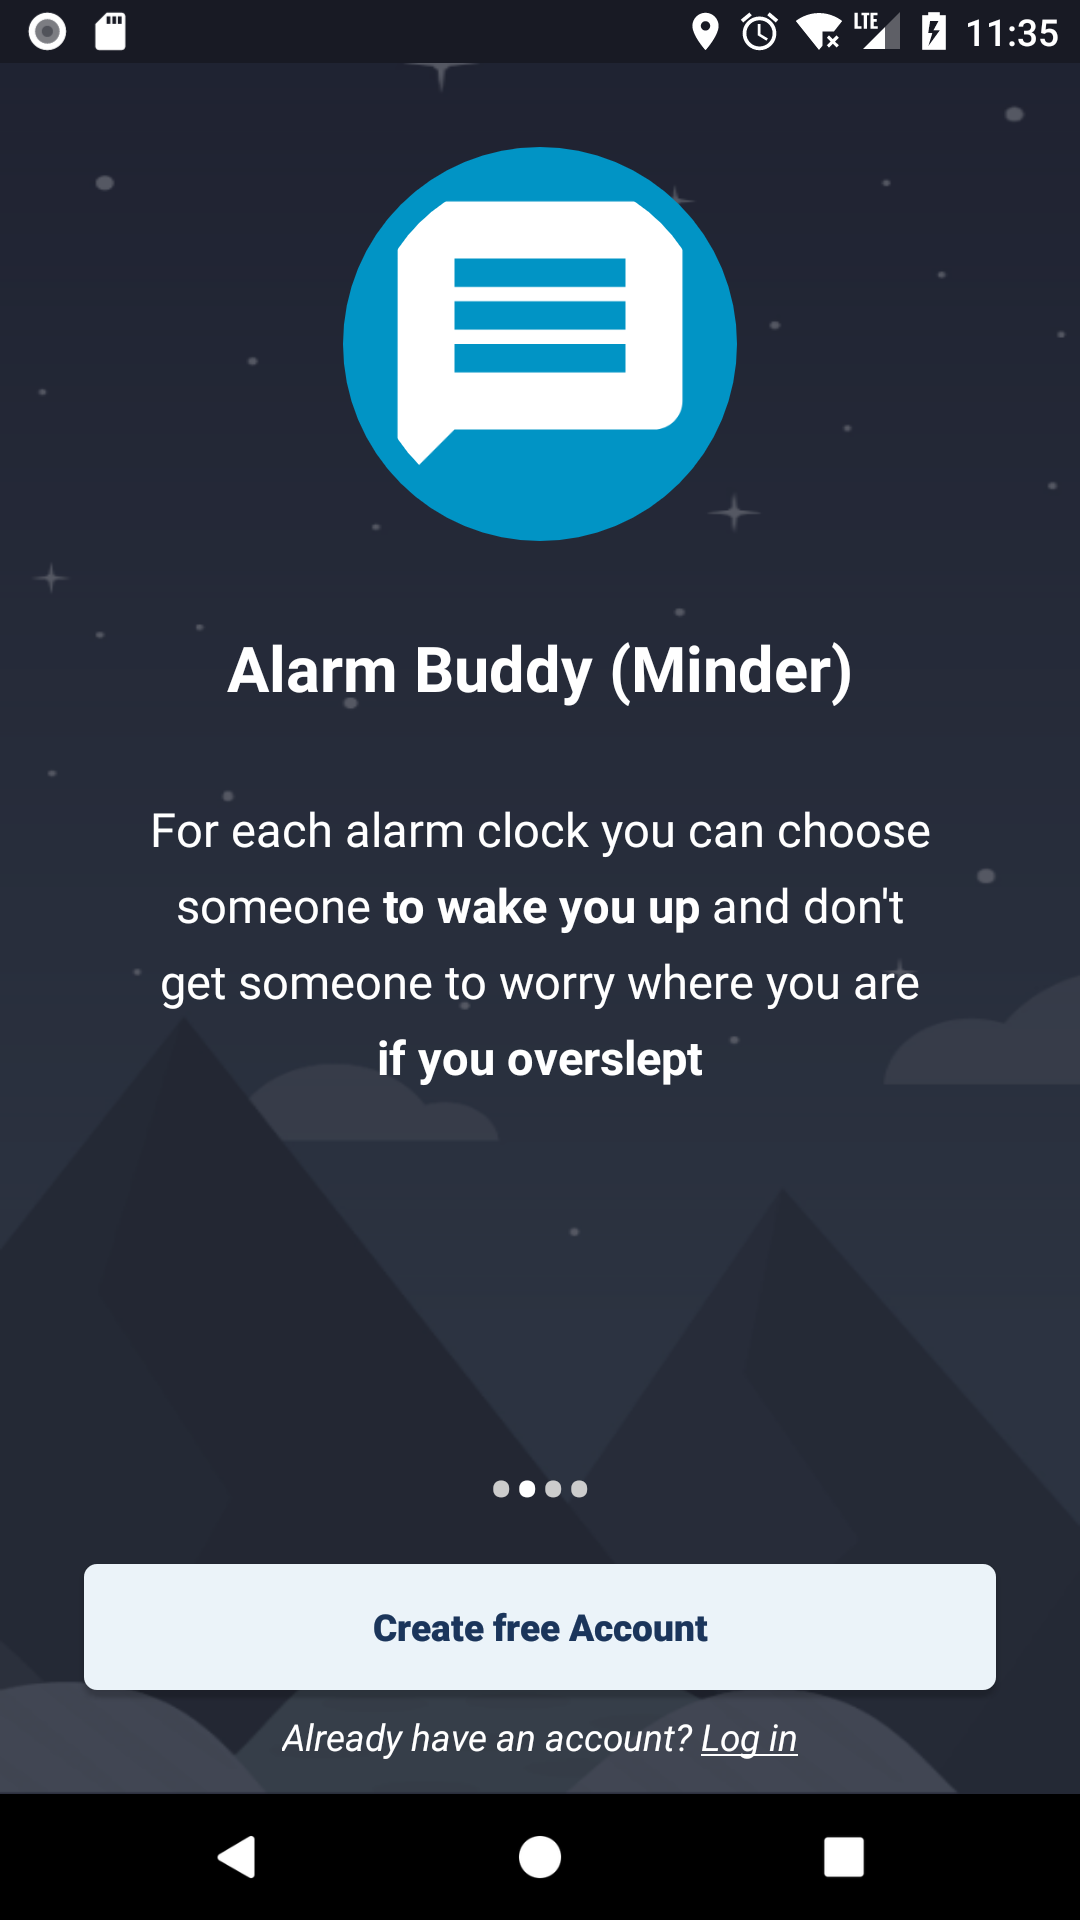 LTE 11:35
Alarm Buddy (Minder)
For each alarm clock you can choose
someone to wake you up and don't
get someone to worry where you are
if you overslept
Create free Account
Already have an account? Log in